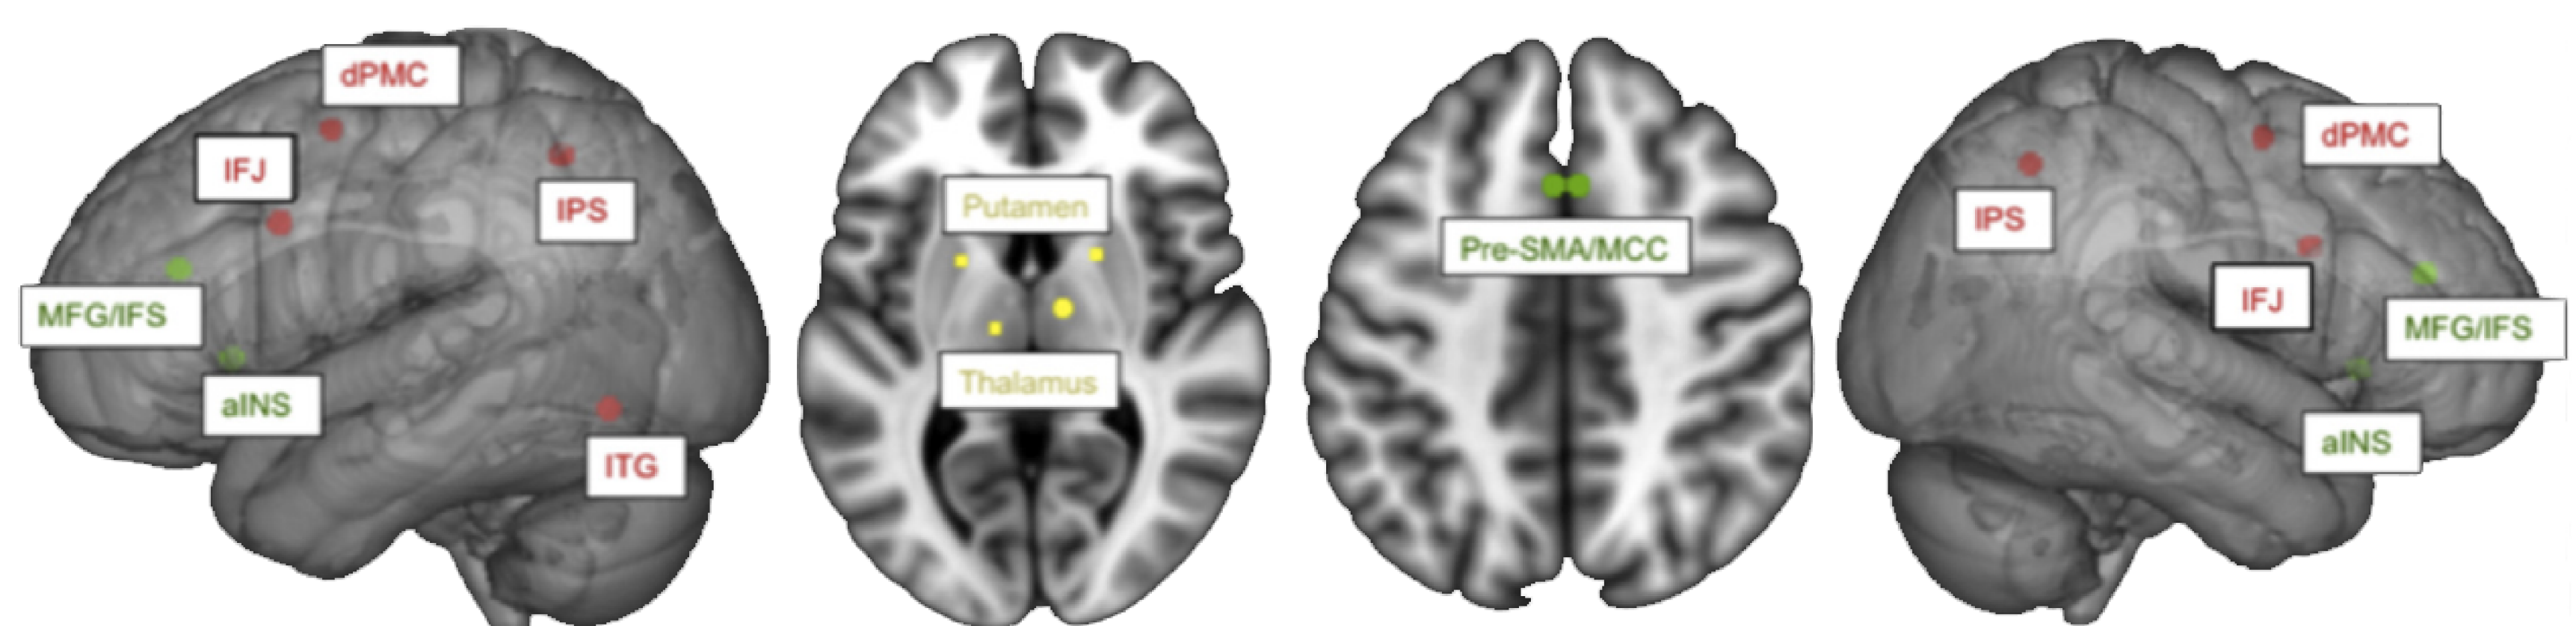 dPMC
IFJ
IPS
MFG/IFS
aINS
ITG
Putamen
Thalamus
Pre-SMA/MCC
dPMC
IPS
IFJ
MFG/IFS
aINS